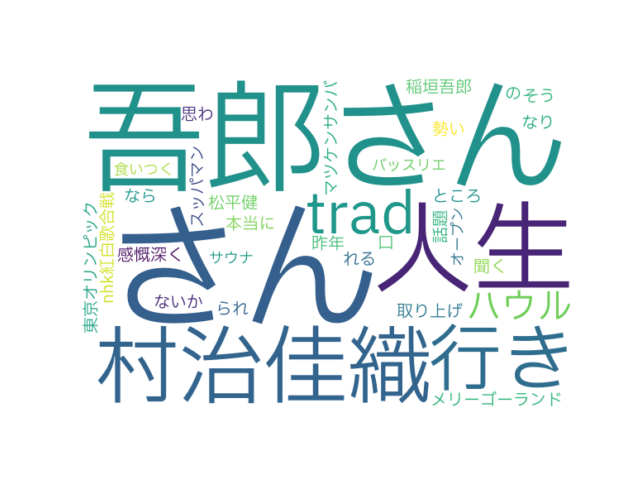 吾郎さん
さん
人生
村治佳織
行き
trad
ハウル
稲垣吾郎
の
そう
なり
思わ
勢い
マツケンサンバ
食いつく
なら
スッパマン
松平健
本当に
バッスリエ
ところ
話題
オープン
昨年
口
聞く
東京オリンピック
nhk紅白歌合戦
感慨深く
サウナ
れる
ないか
られ
取り上げ
メリーゴーランド